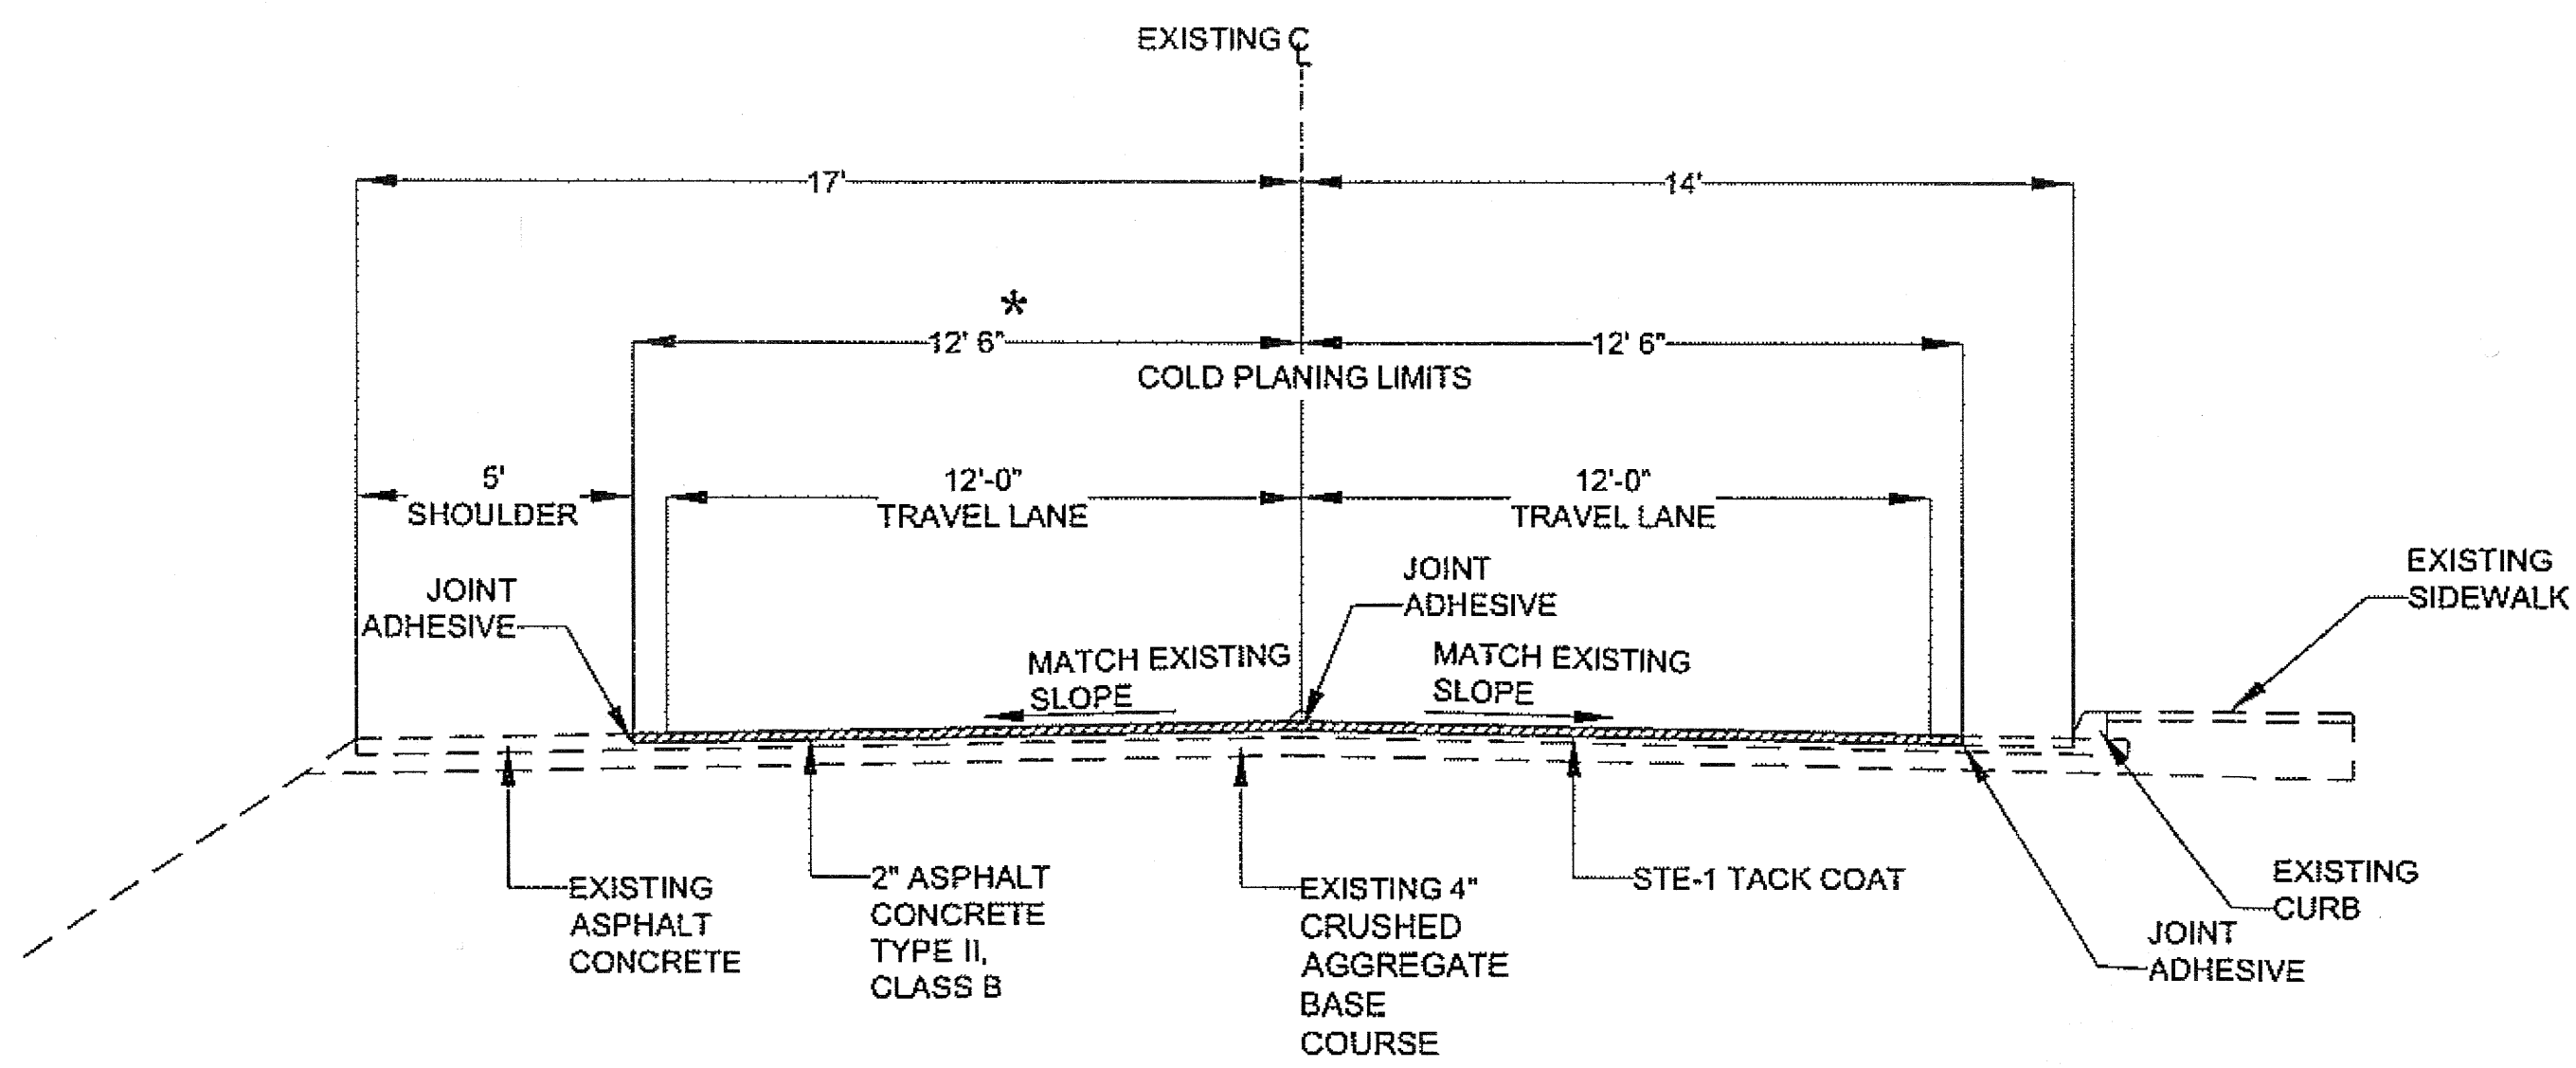 EXISTING CL
17'
14'
*
12' 6"
12' 6"
COLD PLANING LIMITS
5'
SHOULDER
12'-0"
TRAVEL LANE
12'-0"
TRAVEL LANE
JOINT
ADHESIVE
JOINT
ADHESIVE
EXISTING
SIDEWALK
MATCH EXISTING
SLOPE
MATCH EXISTING
SLOPE
EXISTING
ASPHALT
CONCRETE
2" ASPHALT
CONCRETE
TYPE II,
CLASS B
EXISTING 4"
CRUSHED
AGGREGATE
BASE
COURSE
STE-1 TACK COAT
JOINT
ADHESIVE
EXISTING
CURB